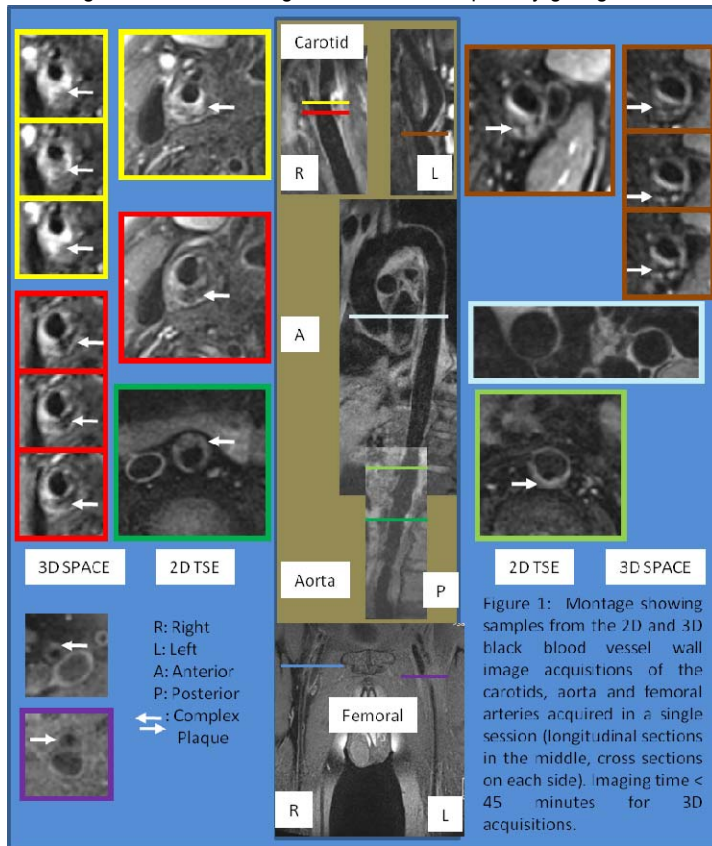 Carotid
R
L
A
3D SPACE
2D TSE
Aorta
P
2D TSE
3D SPACE
R: Right
L: Left
A: Anterior
P: Posterior
: Complex
Plaque
Femoral
R
L
Figure 1: Montage showing
samples from the 2D and 3D
black blood vessel wall
image acquisitions of the
carotids, aorta and femoral
arteries acquired in a single
session (longitudinal sections
in the middle, cross sections
on each side). Imaging time <
45 minutes for 3D
acquisitions.